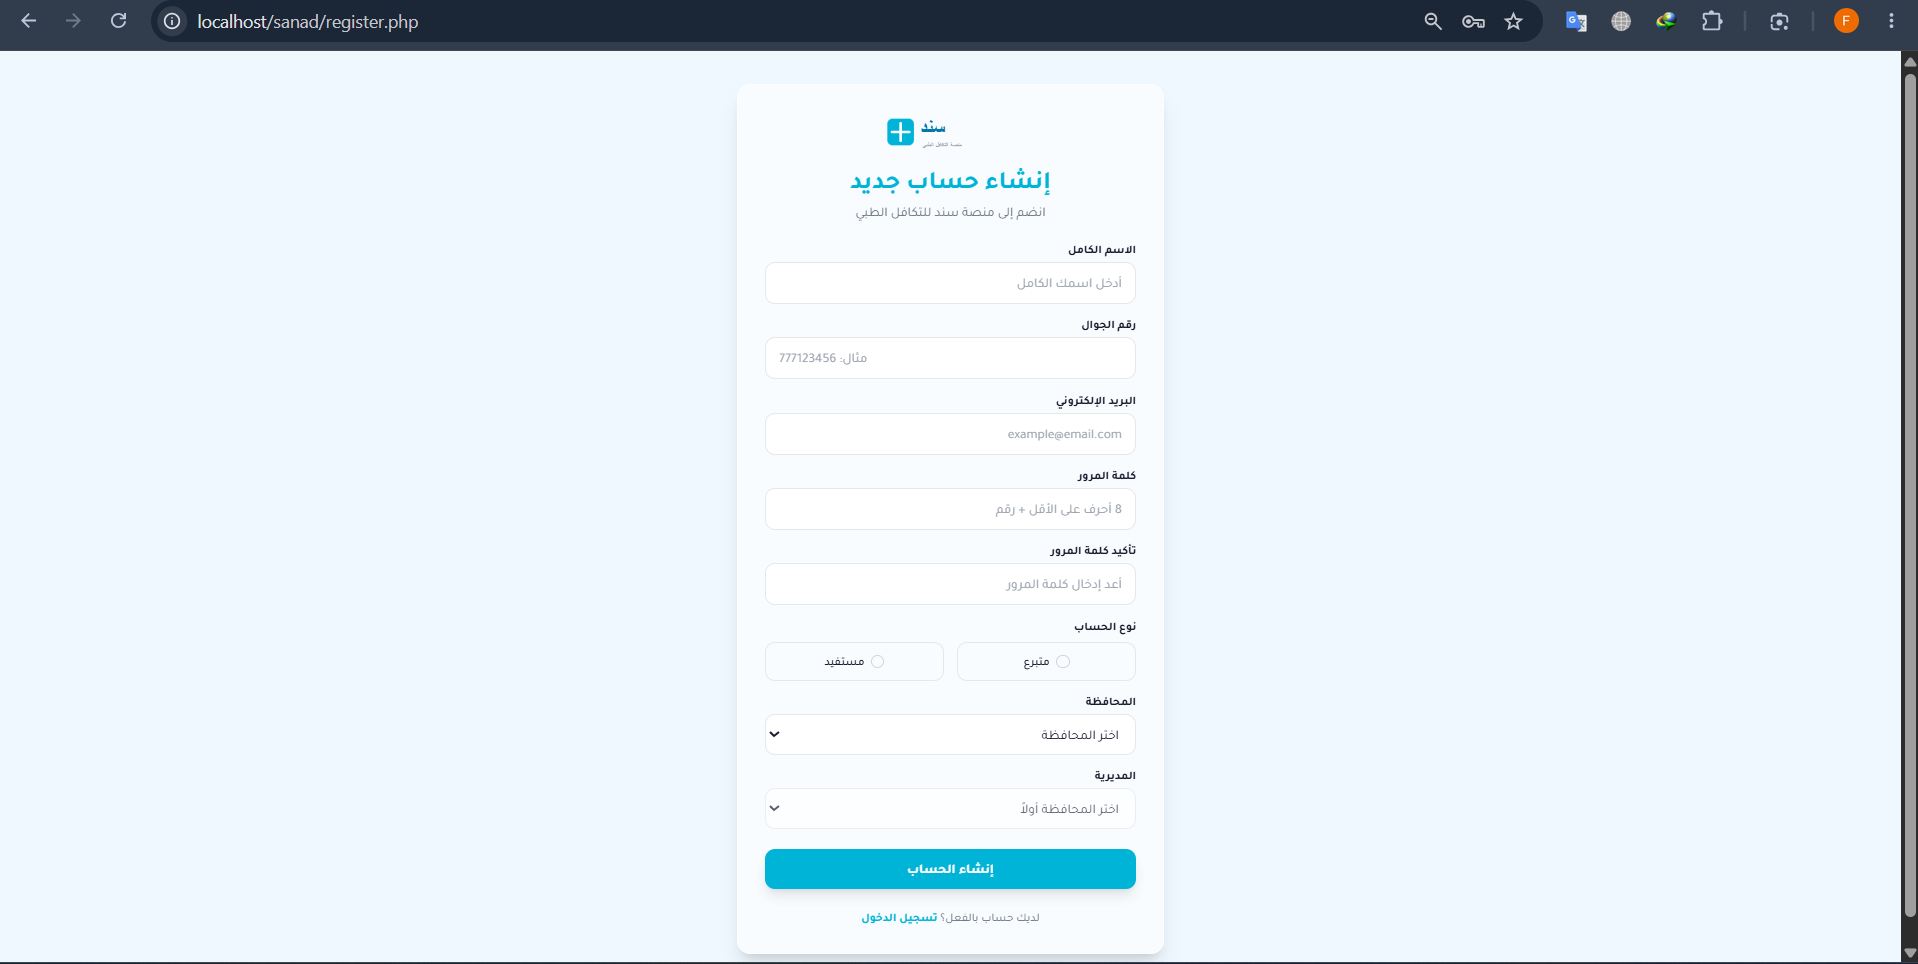 localhost/sanad/register.php
F
سند
منصة التكافل الطبي
إنشاء حساب جديد
انضم إلى منصة سند للتكافل الطبي
الاسم الكامل
أدخل اسمك الكامل
رقم الجوال
مثال: 777123456
البريد الإلكتروني
example@email.com
كلمة المرور
8 أحرف على الأقل + رقم
تأكيد كلمة المرور
أعد إدخال كلمة المرور
نوع الحساب
متبرع
مستفيد
المحافظة
اختر المحافظة
المديرية
اختر المحافظة أولاً
إنشاء الحساب
لديك حساب بالفعل؟ تسجيل الدخول